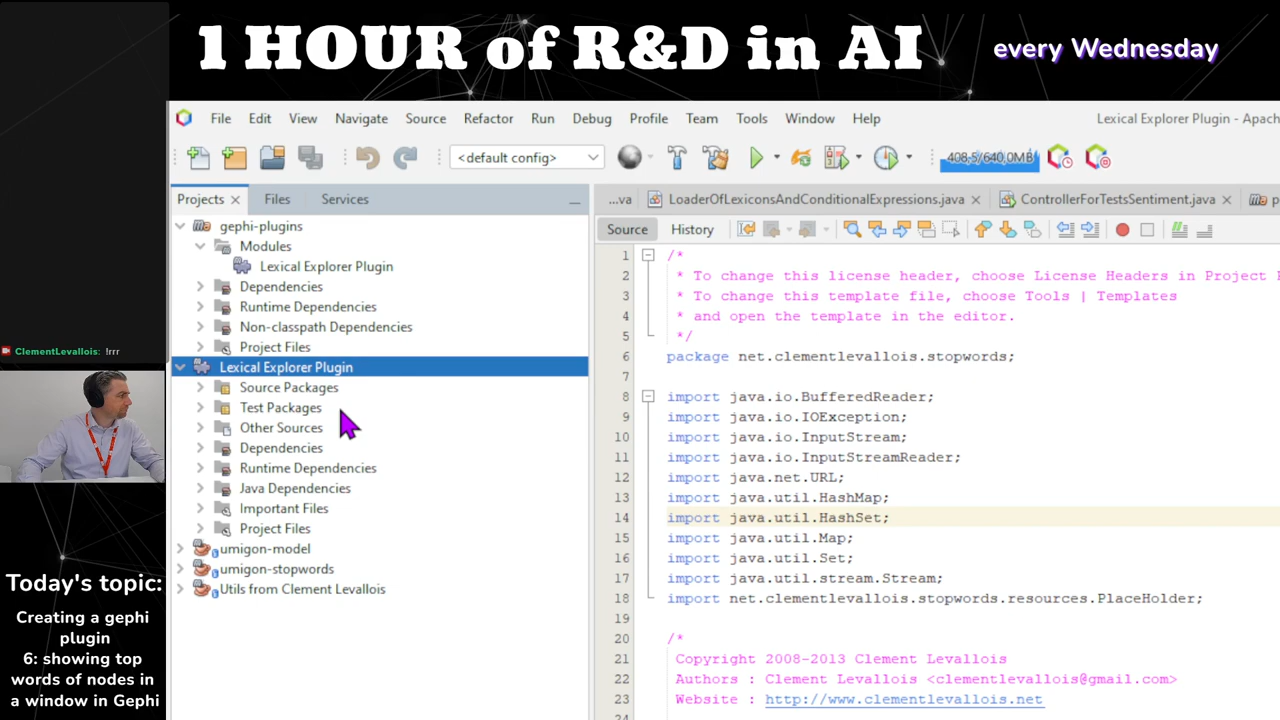 1 HOUR of R&D in AI
every Wednesday
File Edit View Navigate Source Refactor Run Debug Profile Team Tools Window Help
Lexical Explorer Plugin - Apach
<default config>
408,5/640,0MB
Projects Files Services
...va LoaderOfLexiconsAndConditionalExpressions.java ControllerForTestsSentiment.java p
Source History
gephi-plugins
Modules
Lexical Explorer Plugin
Dependencies
Runtime Dependencies
Non-classpath Dependencies
Project Files
Lexical Explorer Plugin
Source Packages
Test Packages
Other Sources
Dependencies
Runtime Dependencies
Java Dependencies
Important Files
Project Files
umigon-model
umigon-stopwords
Utils from Clement Levallois
1 /*
2 * To change this license header, choose License Headers in Project P
3 * To change this template file, choose Tools | Templates
4 * and open the template in the editor.
5 */
6 package net.clementlevallois.stopwords;
7
8 import java.io.BufferedReader;
9 import java.io.IOException;
10 import java.io.InputStream;
11 import java.io.InputStreamReader;
12 import java.net.URL;
13 import java.util.HashMap;
14 import java.util.HashSet;
15 import java.util.Map;
16 import java.util.Set;
17 import java.util.stream.Stream;
18 import net.clementlevallois.stopwords.resources.PlaceHolder;
19
20 /*
21 Copyright 2008-2013 Clement Levallois
22 Authors : Clement Levallois <clementlevallois@gmail.com>
23 Website : http://www.clementlevallois.net
24
ClementLevallois: !rrr
Today's topic:
Creating a gephi
plugin
6: showing top
words of nodes in
a window in Gephi